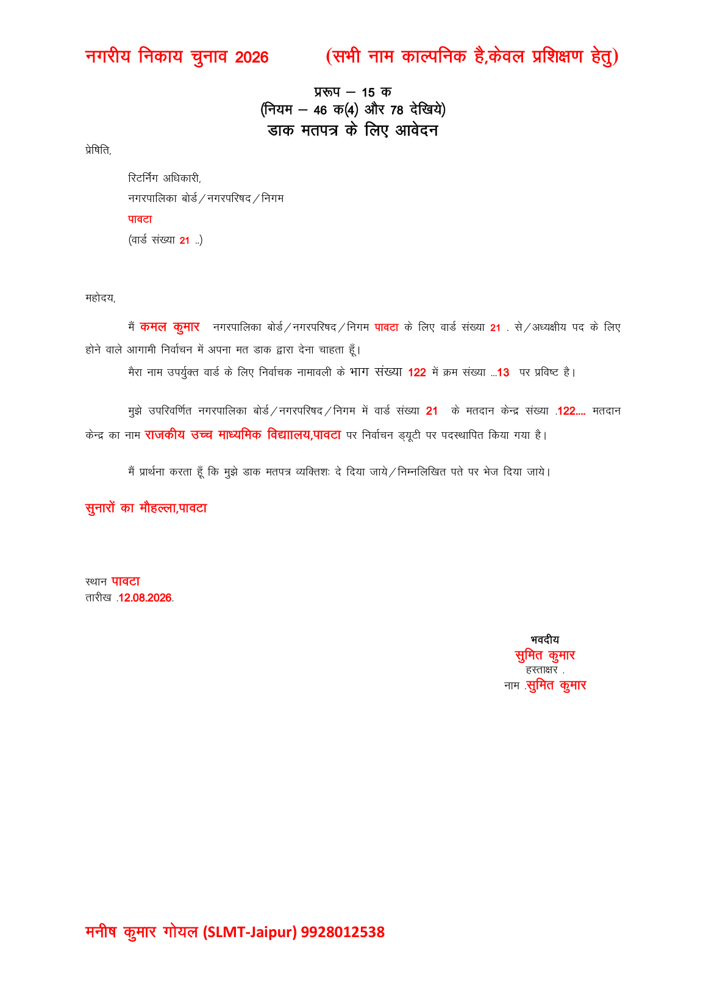 नगरीय निकाय चुनाव 2026 (सभी नाम काल्पनिक है,केवल प्रशिक्षण हेतु)
प्ररूप – 15 क
(नियम – 46 क(4) और 78 देखिये)
डाक मतपत्र के लिए आवेदन
प्रेषिति,
रिटर्निंग अधिकारी,
नगरपालिका बोर्ड/नगरपरिषद/निगम
पावटा
(वार्ड संख्या 21 ..)
महोदय,
मैं कमल कुमार नगरपालिका बोर्ड/नगरपरिषद/निगम पावटा के लिए वार्ड संख्या 21 . से/अध्यक्षीय पद के लिए
होने वाले आगामी निर्वाचन में अपना मत डाक द्वारा देना चाहता हूँ।
मैरा नाम उपर्युक्त वार्ड के लिए निर्वाचक नामावली के भाग संख्या 122 में क्रम संख्या ...13 पर प्रविष्ट है।
मुझे उपरिवर्णित नगरपालिका बोर्ड/नगरपरिषद/निगम में वार्ड संख्या 21 के मतदान केन्द्र संख्या .122.... मतदान
केन्द्र का नाम राजकीय उच्च माध्यमिक विद्याालय,पावटा पर निर्वाचन ड्यूटी पर पदस्थापित किया गया है।
मैं प्रार्थना करता हूँ कि मुझे डाक मतपत्र व्यक्तिशः दे दिया जाये/निम्नलिखित पते पर भेज दिया जाये।
सुनारों का मौहल्ला,पावटा
स्थान पावटा
तारीख .12.08.2026.
भवदीय
सुमित कुमार
हस्ताक्षर .
नाम .सुमित कुमार
मनीष कुमार गोयल (SLMT-Jaipur) 9928012538